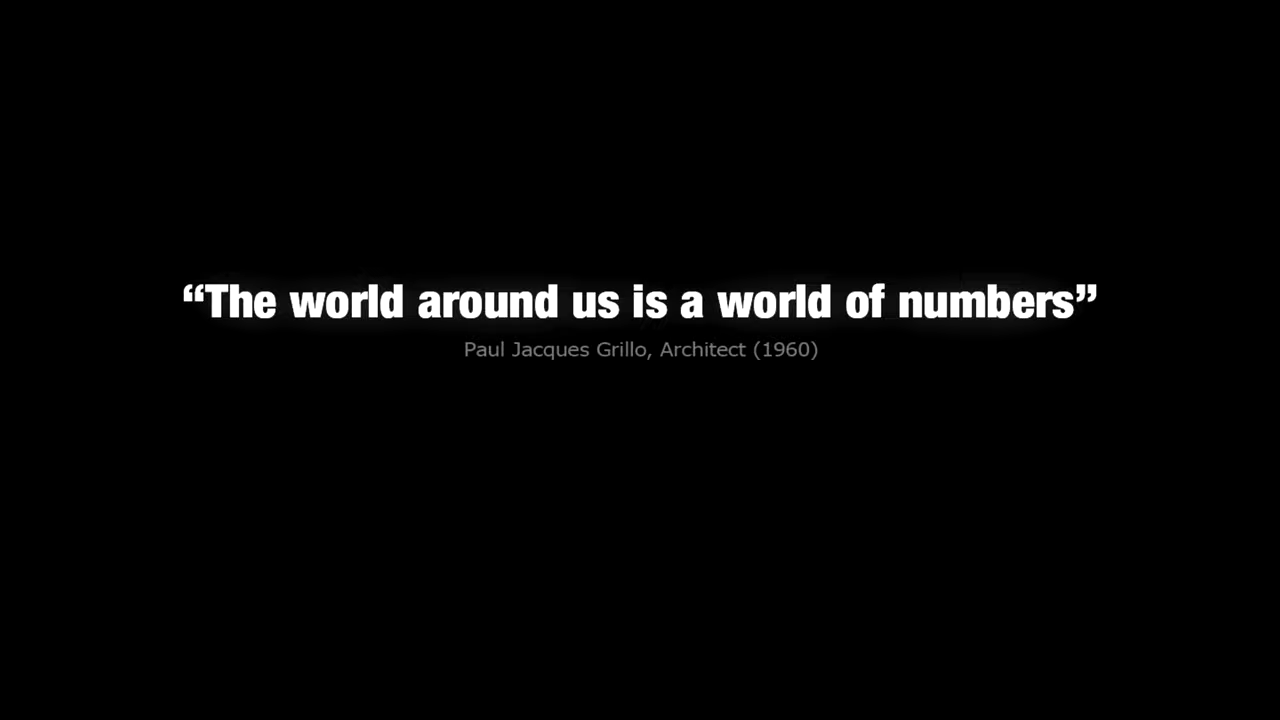 “The world around us is a world of numbers”
Paul Jacques Grillo, Architect (1960)